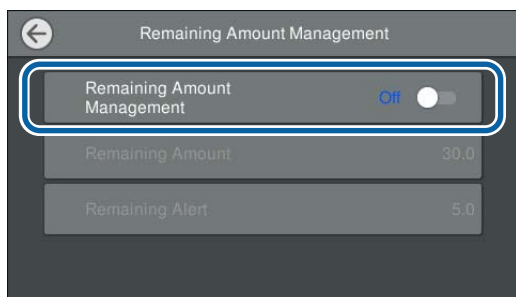 Remaining Amount Management
Remaining Amount
Management
Off
Remaining Amount
30.0
Remaining Alert
5.0